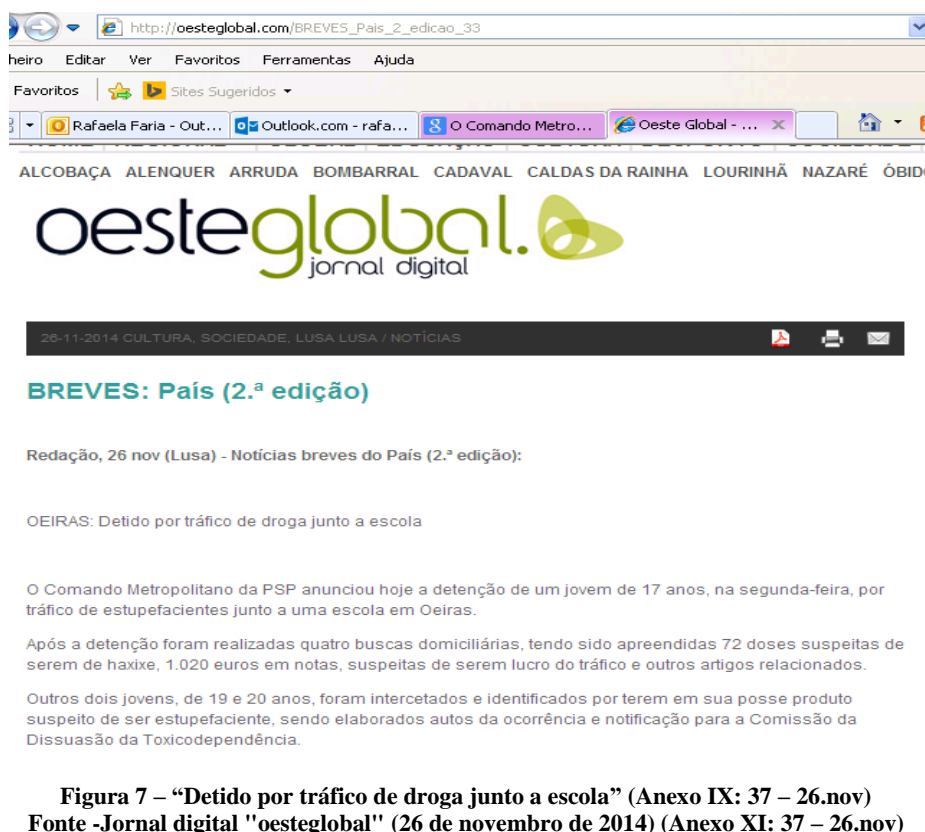 http://oesteglobal.com/BREVES_Pais_2_edicao_33
heiro Editar Ver Favoritos Ferramentas Ajuda
Favoritos Sites Sugeridos
Rafaela Faria - Out... Outlook.com - rafa... O Comando Metro... Oeste Global - ...
ALCOBAÇA ALENQUER ARRUDA BOMBARRAL CADAVAL CALDAS DA RAINHA LOURINHÃ NAZARÉ ÓBID
oesteglobal.
jornal digital
26-11-2014 CULTURA, SOCIEDADE, LUSA LUSA / NOTÍCIAS
BREVES: País (2.ª edição)
Redação, 26 nov (Lusa) - Notícias breves do País (2.ª edição):
OEIRAS: Detido por tráfico de droga junto a escola
O Comando Metropolitano da PSP anunciou hoje a detenção de um jovem de 17 anos, na segunda-feira, por
tráfico de estupefacientes junto a uma escola em Oeiras.
Após a detenção foram realizadas quatro buscas domiciliárias, tendo sido apreendidas 72 doses suspeitas de
serem de haxixe, 1.020 euros em notas, suspeitas de serem lucro do tráfico e outros artigos relacionados.
Outros dois jovens, de 19 e 20 anos, foram intercetados e identificados por terem em sua posse produto
suspeito de ser estupefaciente, sendo elaborados autos da ocorrência e notificação para a Comissão da
Dissuasão da Toxicodependência.
Figura 7 – “Detido por tráfico de droga junto a escola” (Anexo IX: 37 – 26.nov)
Fonte -Jornal digital "oesteglobal" (26 de novembro de 2014) (Anexo XI: 37 – 26.nov)